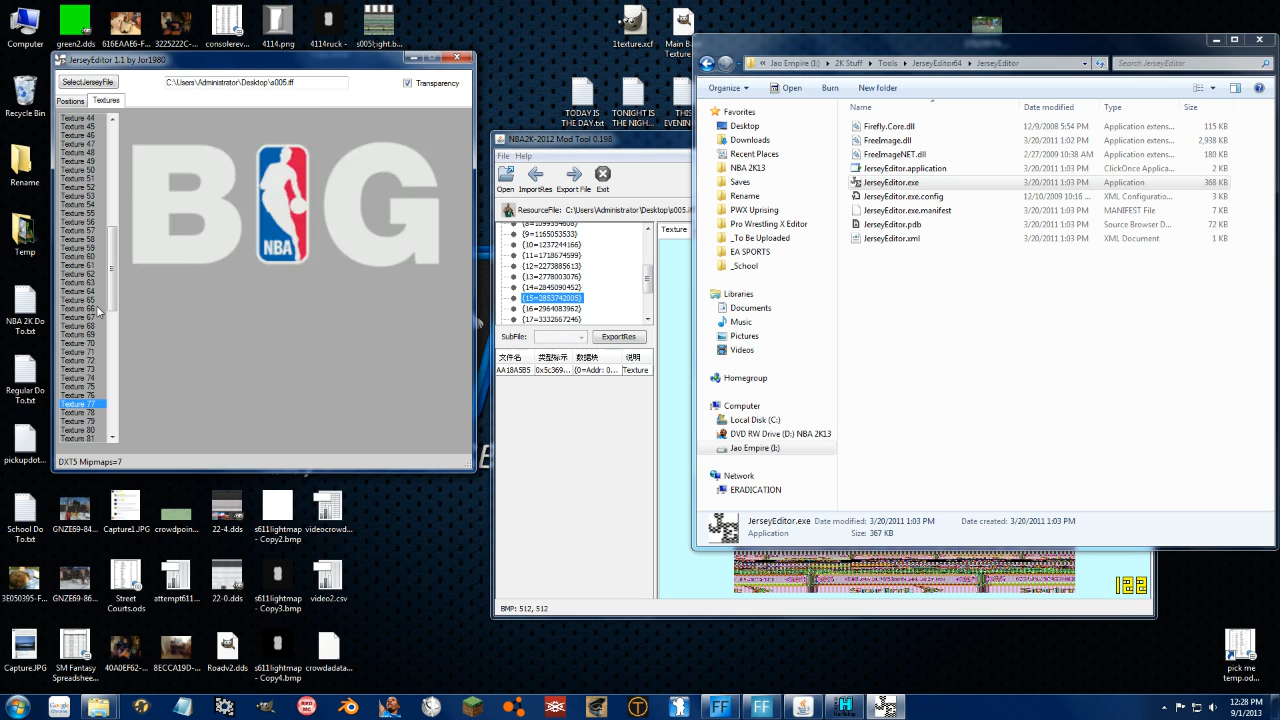 Computer
green2.dds
616EAAE6-F...
3225222C-...
consolerev...
4114.png
4114ruck -...
1texture.xcf
JerseyEditor 1.1 by Jor1980
SelectJerseyFile
C:\Users\Administrator\Desktop\s005.iff
Transparency
Positions
Textures
Texture 44
Texture 45
Texture 46
Texture 47
Texture 48
Texture 49
Texture 50
Texture 51
Texture 52
Texture 53
Texture 54
Texture 55
Texture 56
Texture 57
Texture 58
Texture 59
Texture 60
Texture 61
Texture 62
Texture 63
Texture 64
Texture 65
Texture 66
Texture 67
Texture 68
Texture 69
Texture 70
Texture 71
Texture 72
Texture 73
Texture 74
Texture 75
Texture 76
Texture 77
Texture 78
Texture 79
Texture 80
Texture 81
B G
NBA
DXT5 Mipmaps=7
Recycle Bin
Rename
Temp
NBA 2K Do To.txt
Regular Do To.txt
pickupdot...
School Do To.txt
GNZE69-64...
Capture1.JPG
crowdpoin...
22-4.dds
s611lightmap - Copy2.bmp
videocrowd...
3E050395-F...
GNZE69-86...
Street Courts.ods
attempt611...
22-0.dds
s611lightmap - Copy3.bmp
video2.csv
Capture.JPG
SM Fantasy Spreadshee...
40A0EF62-...
8ECCA19D-...
Roadv2.dds
s611lightmap - Copy4.bmp
crowdadata...
TODAY IS THE DAY.txt
TONIGHT IS THE NIGH...
NBA2K-2012 Mod Tool 0.198
File Help
Open
ImportRes
Export File
Exit
ResourceFile:
C:\Users\Administrator\Desktop\s005.iff
{8=1099554608}
{9=1165053533}
{10=1237244166}
{11=1718674599}
{12=2273885613}
{13=2778003076}
{14=2845090452}
{15=2853742005}
{16=2964083962}
{17=3332667246}
Texture
SubFile:
ExportRes
文件名 类型标示 数据块 说明
AA18A5B5 0x5c369... {0=Addr: 0... Texture
BMP: 512, 512
122
Jao Empire (I:)
2K Stuff
Tools
JerseyEditor64
JerseyEditor
Search JerseyEditor
Organize
Open
Burn
New folder
Favorites
Desktop
Downloads
Recent Places
NBA 2K13
Saves
Rename
PWX Uprising
Pro Wrestling X Editor
_To Be Uploaded
EA SPORTS
_School
Libraries
Documents
Music
Pictures
Videos
Homegroup
Computer
Local Disk (C:)
DVD RW Drive (D:) NBA 2K13
Jao Empire (I:)
Network
ERADICATION
Name Date modified Type Size
Firefly.Core.dll 12/9/2008 5:54 PM Application extens... 115 KB
FreeImage.dll 3/20/2011 1:02 PM Application extens... 2,938 KB
FreeImageNET.dll 2/27/2009 10:38 AM Application extens... 180 KB
JerseyEditor.application 3/20/2011 1:03 PM ClickOnce Applica... 2 KB
JerseyEditor.exe 3/20/2011 1:03 PM Application 368 KB
JerseyEditor.exe.config 12/10/2009 10:16 ... XML Configuratio... 1 KB
JerseyEditor.exe.manifest 3/20/2011 1:03 PM MANIFEST File 7 KB
JerseyEditor.pdb 3/20/2011 1:03 PM Source Browser D... 72 KB
JerseyEditor.xml 3/20/2011 1:03 PM XML Document 1 KB
JerseyEditor.exe Date modified: 3/20/2011 1:03 PM Date created: 3/20/2011 1:03 PM
Application Size: 367 KB
pick me temp.od...
Google
12:28 PM
9/1/2013